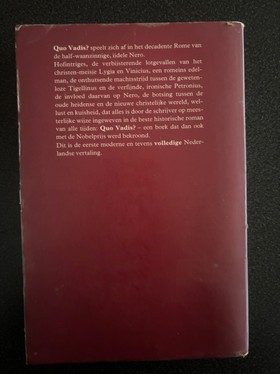 Quo Vadis? speelt zich af in het decadente Rome van
de half-waanzinnige, isdele Nero.
Hofintriges, de verbijsterende lotgevallen van het
christen-meisje Lygia en Vinicius, een romeins edel-
man, de onthutsende machtsstrijd tussen de geweten-
loze Tigellinus en de verfijnde, ironische Petronius,
de invloed daarvan op Nero, de botsing tussen de
oude heidense en de nieuwe christelijke wereld, wel-
lust en kuisheid, dat alles is door de schrijver op mees-
terlijke wijze ingeweven in de beste historische roman
van alle tijden: Quo Vadis? – een boek dat dan ook
met de Nobelprijs werd bekroond.
Dit is de eerste moderne en tevens volledige Neder-
landse vertaling.